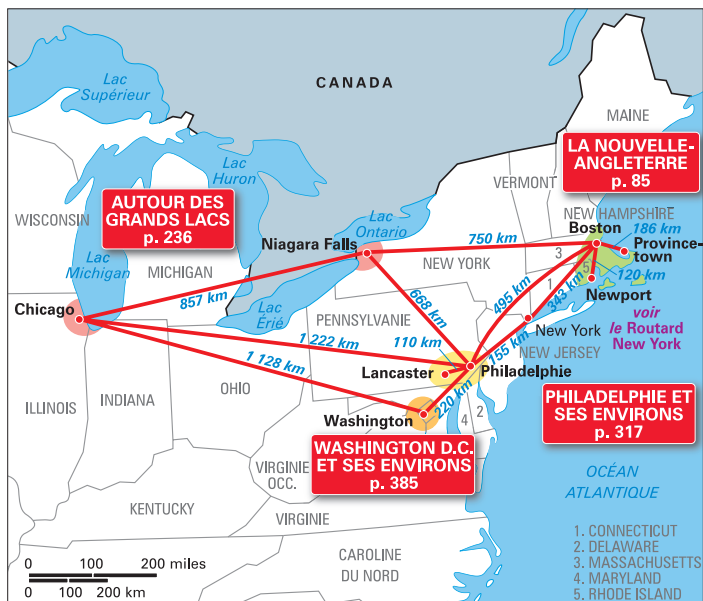 Lac
Supérieur
CANADA
MAINE
LA NOUVELLE-
ANGLETERRE
p. 85
VERMONT
Lac
Huron
AUTOUR DES
GRANDS LACS
p. 236
WISCONSIN
Lac
Ontario
NEW HAMPSHIRE
Boston
186 km
Province-
town
Niagara Falls
750 km
3
Lac
Michigan
MICHIGAN
NEW YORK
5
120 km
1
Newport
857 km
668 km
495 km
343 km
Chicago
Lac
Érié
voir
le Routard
New York
PENNSYLVANIE
New York
110 km
155 km
1 222 km
NEW JERSEY
1 128 km
Lancaster
Philadelphie
OHIO
220 km
PHILADELPHIE ET
SES ENVIRONS
p. 317
ILLINOIS
INDIANA
Washington
4
2
WASHINGTON D.C.
ET SES ENVIRONS
p. 385
VIRGINIE
OCC.
OCÉAN
ATLANTIQUE
KENTUCKY
VIRGINIE
1. CONNECTICUT
2. DELAWARE
3. MASSACHUSETTS
4. MARYLAND
5. RHODE ISLAND
CAROLINE
DU NORD
0 100 200 miles
0 100 200 km